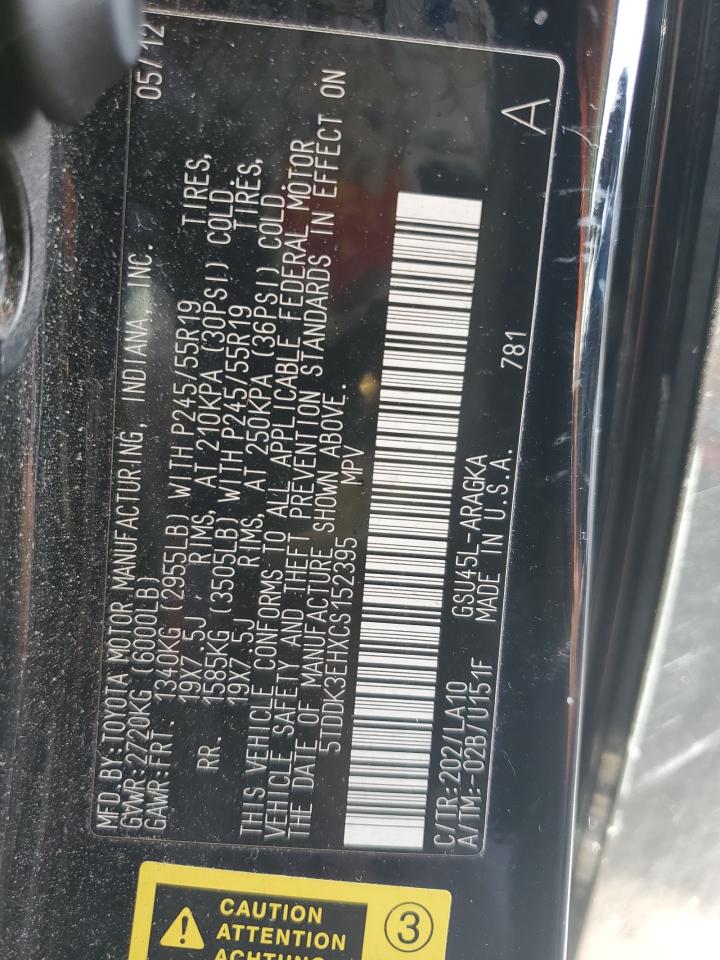 MFD.BY:TOYOTA MOTOR MANUFACTURING, INDIANA, INC. 05/12
GVWR:2720KG (6000LB)
GAWR:FRT. 1340KG (2955LB) WITH P245/55R19 TIRES,
19X7.5J RIMS, AT 210KPA (30PSI) COLD.
RR. 1585KG (3505LB) WITH P245/55R19 TIRES,
19X7.5J RIMS, AT 250KPA (36PSI) COLD.
THIS VEHICLE CONFORMS TO ALL APPLICABLE FEDERAL MOTOR
VEHICLE SAFETY AND THEFT PREVENTION STANDARDS IN EFFECT ON
THE DATE OF MANUFACTURE SHOWN ABOVE.
5TDDK3EHXCS152395 MPV
C/TR:202/LA10 GSU45L-ARAGKA
A/TM:-02B/U151F MADE IN U.S.A. 781 A
CAUTION
ATTENTION
ACHTUNG
3